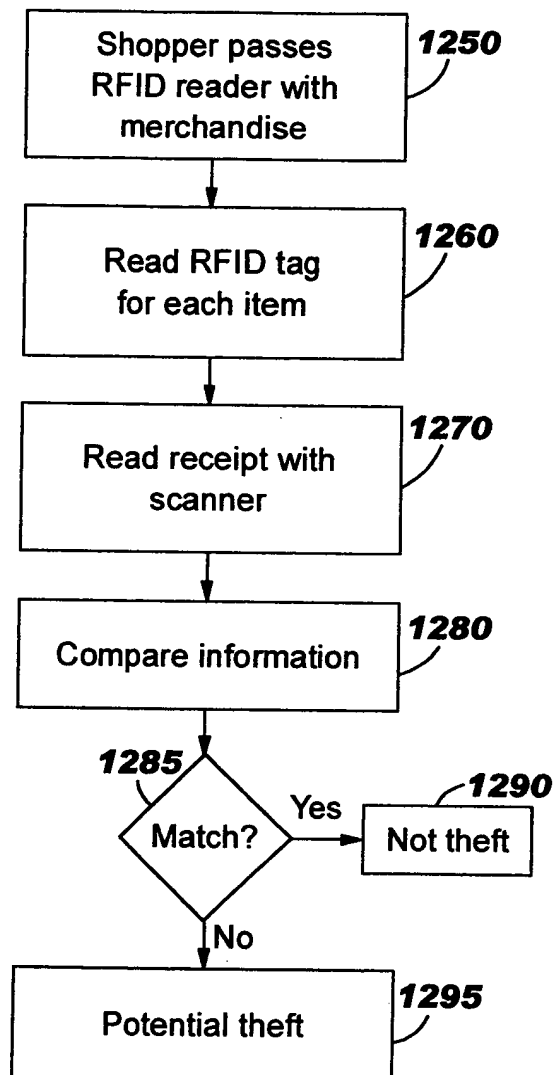 Shopper passes
RFID reader with
merchandise
1250
Read RFID tag
for each item
1260
Read receipt with
scanner
1270
Compare information
1280
1285
Match?
Yes
Not theft
1290
No
Potential theft
1295